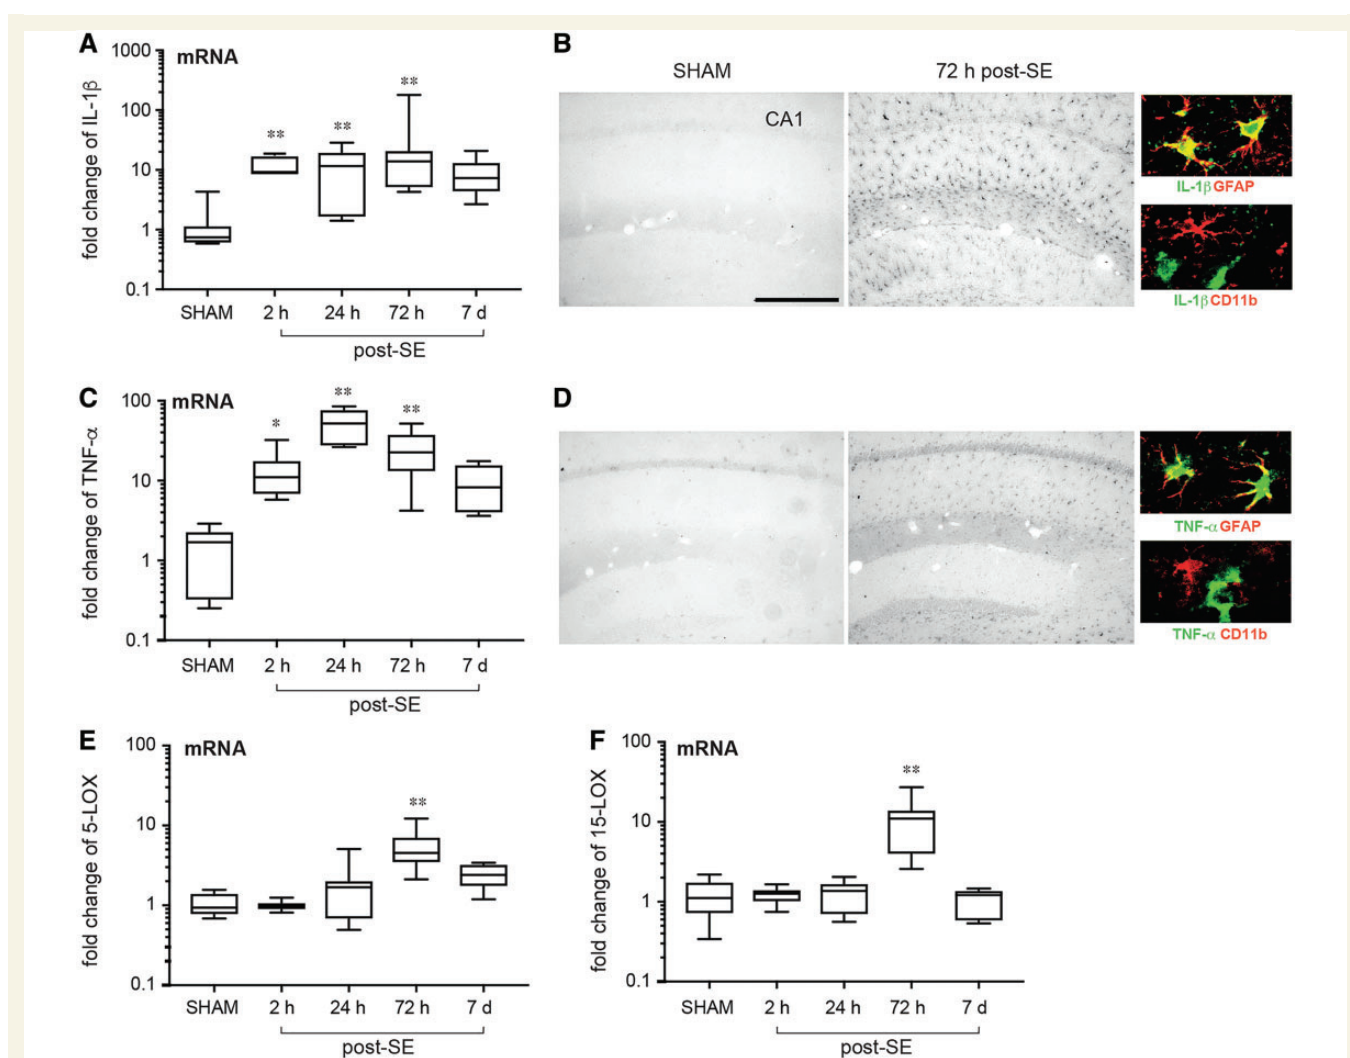 A
mRNA
fold change of IL-1β
1000
100
10
1
0.1
**
**
**
SHAM
2 h
24 h
72 h
7 d
post-SE
B
SHAM
72 h post-SE
CA1
IL-1β GFAP
IL-1β CD11b
C
mRNA
fold change of TNF-α
100
10
1
0.1
*
**
**
SHAM
2 h
24 h
72 h
7 d
post-SE
D
TNF-α GFAP
TNF-α CD11b
E
mRNA
fold change of 5-LOX
100
10
1
0.1
**
SHAM
2 h
24 h
72 h
7 d
post-SE
F
mRNA
fold change of 15-LOX
100
10
1
0.1
**
SHAM
2 h
24 h
72 h
7 d
post-SE